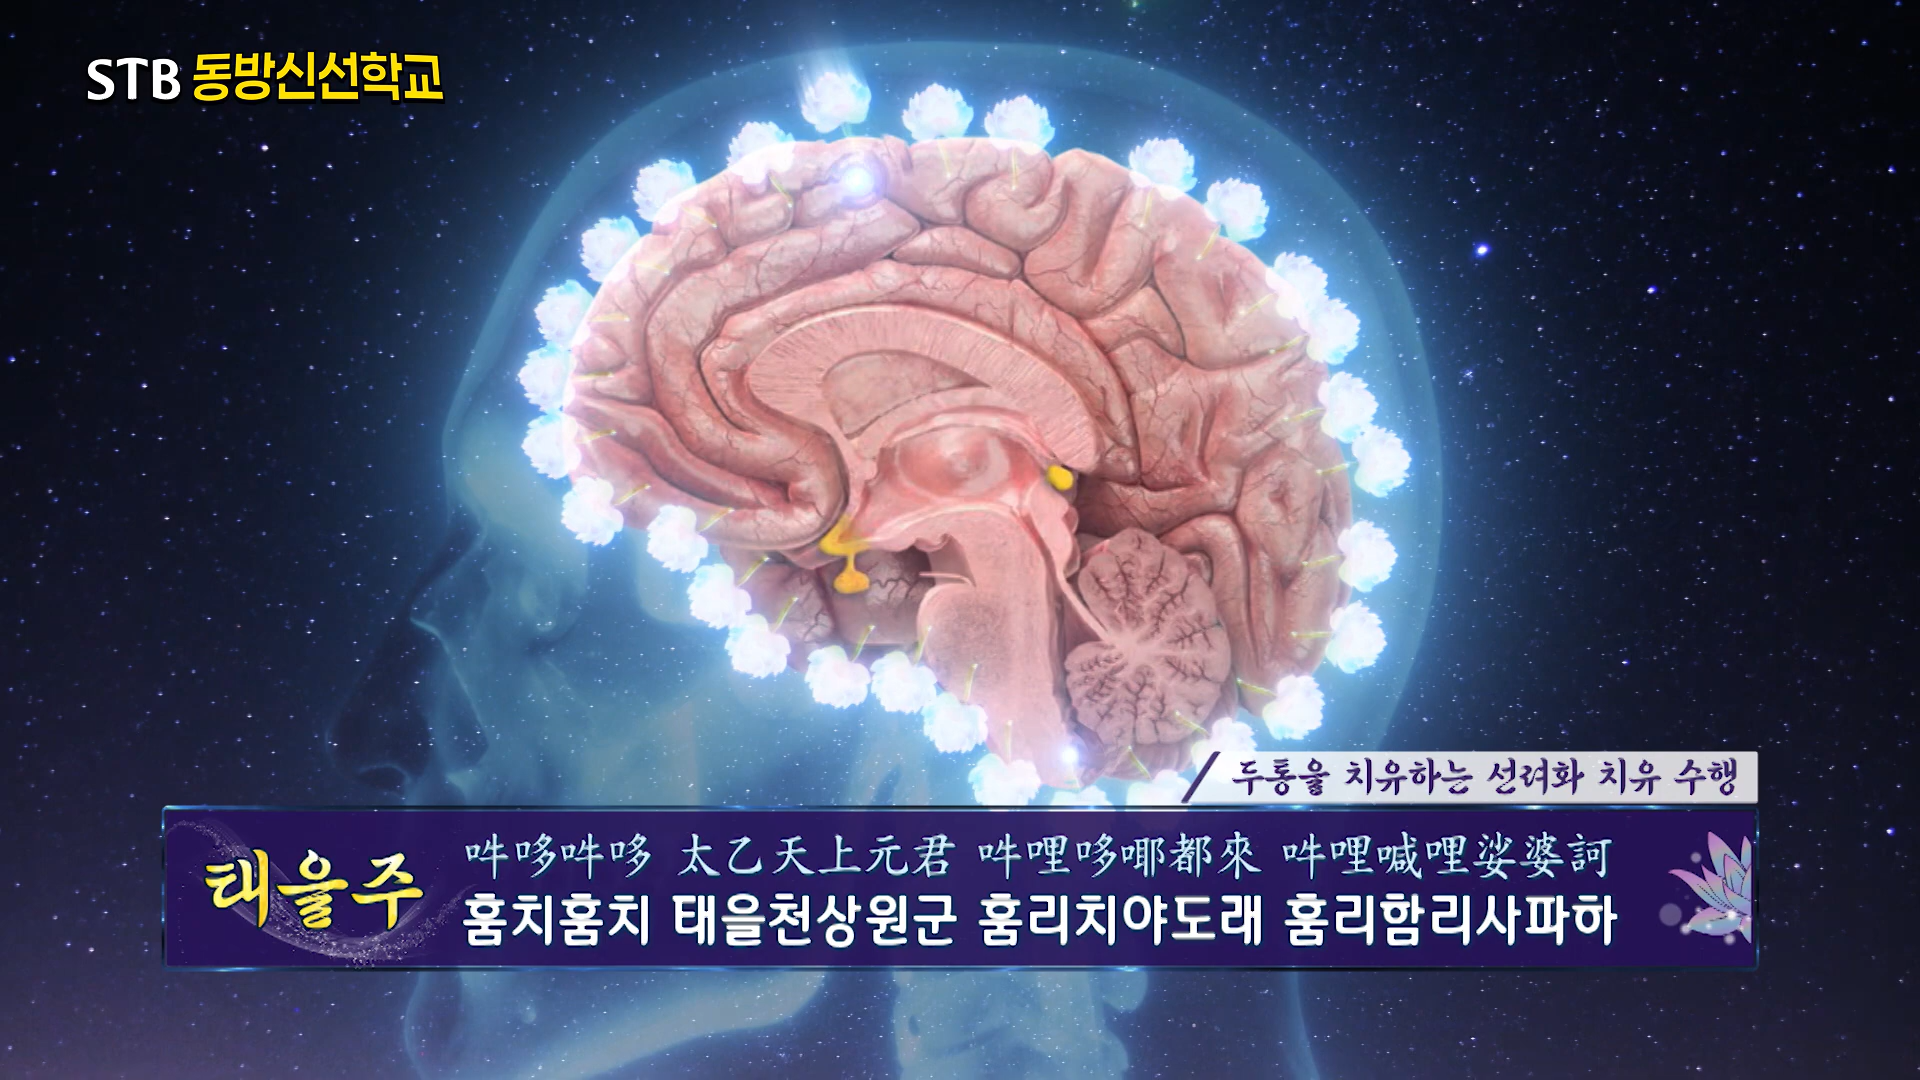 STB 동방신선학교
두통을 치유하는 선려화 치유 수행
태을주
吽哆吽哆 太乙天上元君 吽哩哆㖿都來 吽哩喊哩娑婆訶
훔치훔치 태을천상원군 훔리치야도래 훔리함리사파하